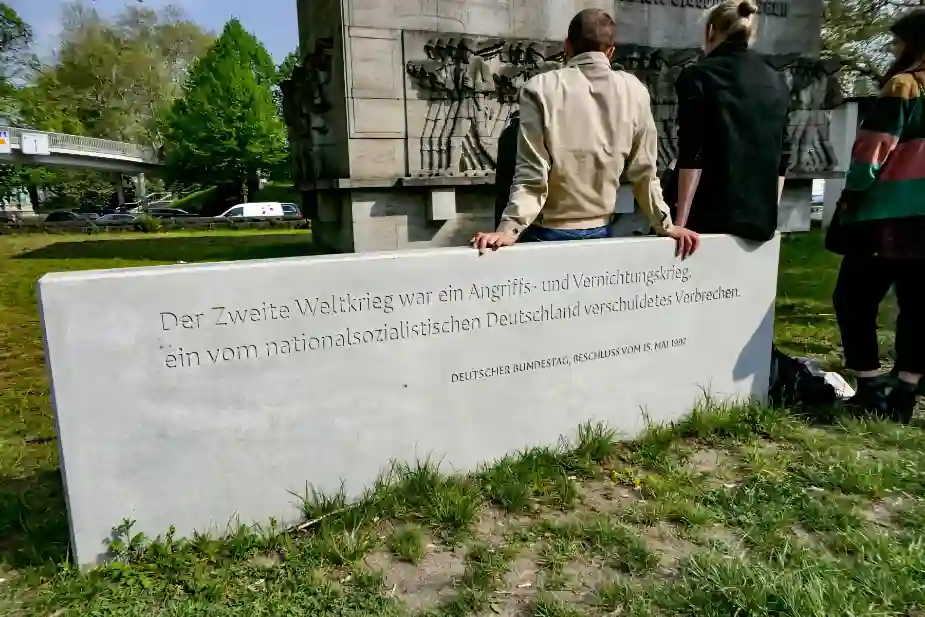 Der Zweite Weltkrieg war ein Angriffs- und Vernichtungskrieg,
ein vom nationalsozialistischen Deutschland verschuldetes Verbrechen.
DEUTSCHER BUNDESTAG, BESCHLUSS VOM 15. MAI 1997